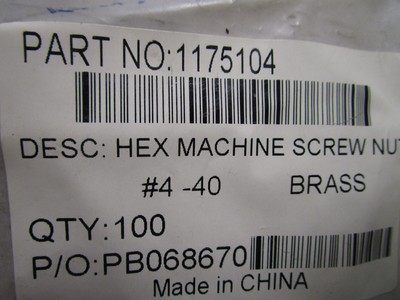 PART NO:1175104
DESC: HEX MACHINE SCREW NUT
#4 -40 BRASS
QTY:100
P/O:PB068670
Made in CHINA